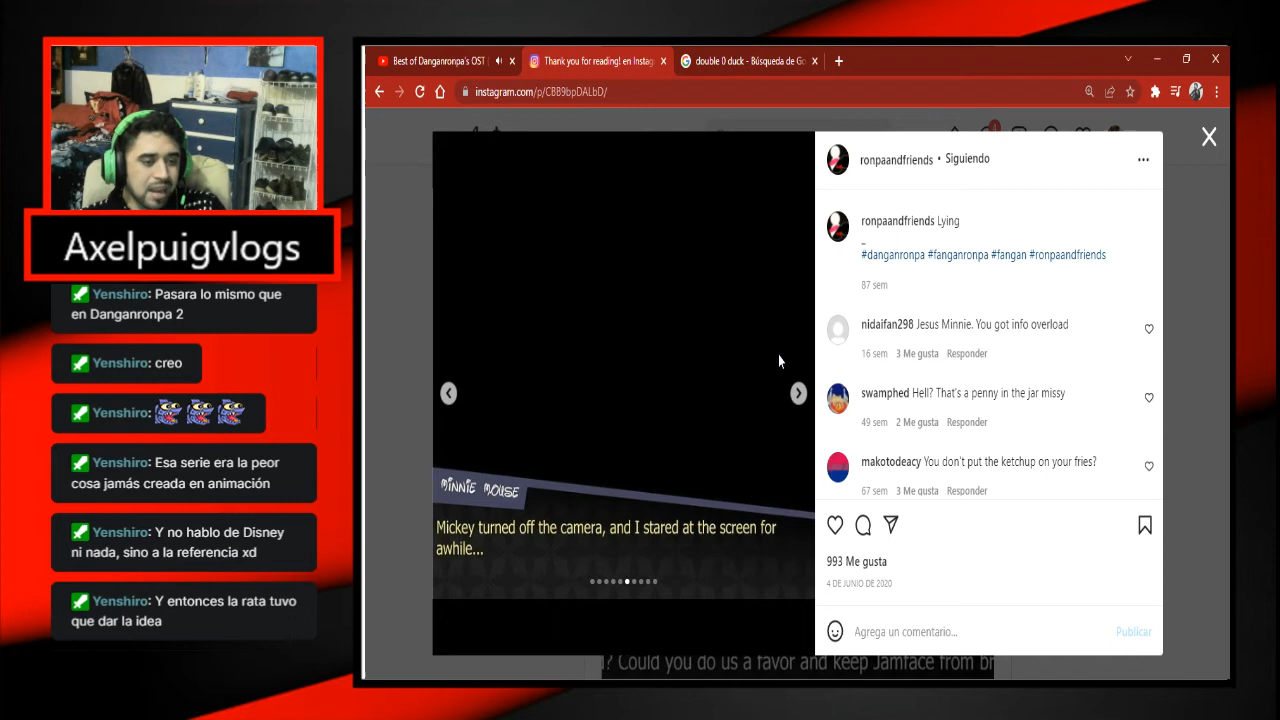 Axelpuigvlogs
Yenshiro: Pasara lo mismo que
en Danganronpa 2
Yenshiro: creo
Yenshiro:
Yenshiro: Esa serie era la peor
cosa jamás creada en animación
Yenshiro: Y no hablo de Disney
ni nada, sino a la referencia xd
Yenshiro: Y entonces la rata tuvo
que dar la idea
Best of Danganronpa's OST
Thank you for reading! en Instag
double 0 duck - Búsqueda de Go
instagram.com/p/CBB9bpDALbD/
MINNIE MOUSE
Mickey turned off the camera, and I stared at the screen for
awhile...
ronpaandfriends • Siguiendo
ronpaandfriends Lying
_
#danganronpa #fanganronpa #fangan #ronpaandfriends
87 sem
nidaifan298 Jesus Minnie. You got info overload
16 sem 3 Me gusta Responder
swamphed Hell? That's a penny in the jar missy
49 sem 2 Me gusta Responder
makotodeacy You don't put the ketchup on your fries?
67 sem 3 Me gusta Responder
993 Me gusta
4 DE JUNIO DE 2020
Agrega un comentario... Publicar
? Could you do us a favor and keep Jamface from br